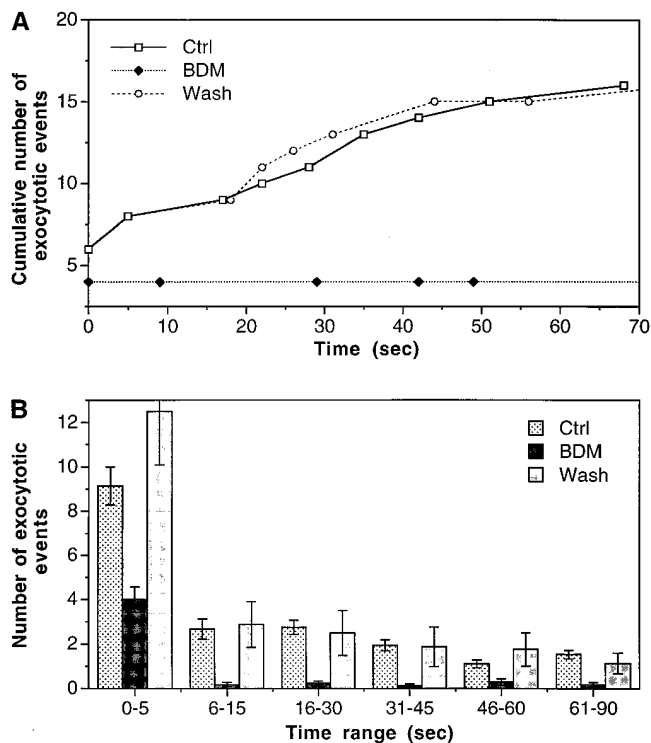 A
Cumulative number of
exocytotic events
20
15
10
5
Ctrl
BDM
Wash
0 10 20 30 40 50 60 70
Time (sec)
B
Number of exocytotic
events
12
10
8
6
4
2
0
Ctrl
BDM
Wash
0-5 6-15 16-30 31-45 46-60 61-90
Time range (sec)